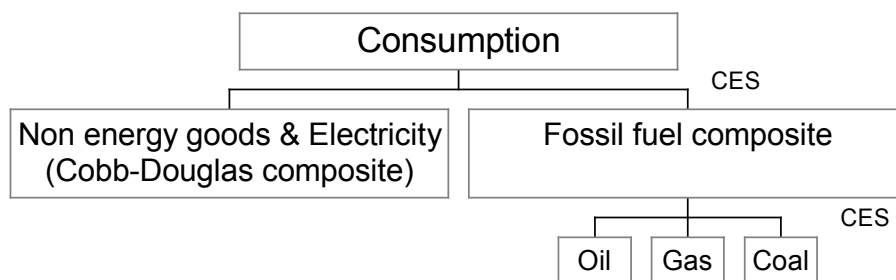 Consumption
CES
Non energy goods & Electricity
(Cobb-Douglas composite)
Fossil fuel composite
CES
Oil
Gas
Coal